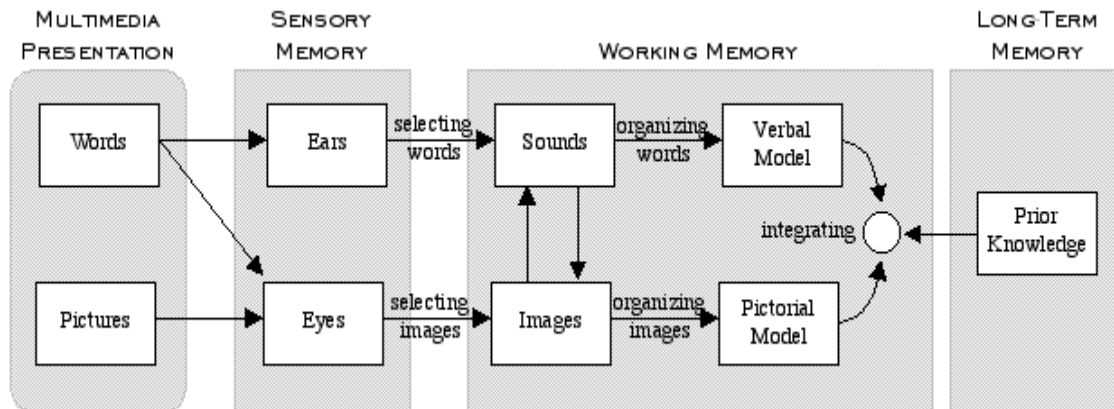 MULTIMEDIA
PRESENTATION
SENSORY
MEMORY
WORKING MEMORY
LONG-TERM
MEMORY
Words
Ears
selecting
words
Sounds
organizing
words
Verbal
Model
integrating
Prior
Knowledge
Pictures
Eyes
selecting
images
Images
organizing
images
Pictorial
Model